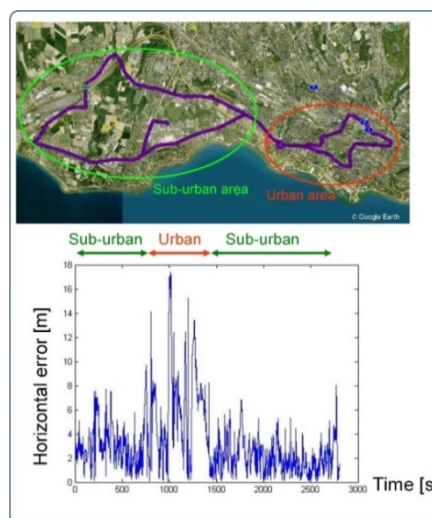 Sub-urban area
Urban area
© Google Earth
Sub-urban Urban Sub-urban
Horizontal error [m]
18
16
14
12
10
8
6
4
2
0
0 500 1000 1500 2000 2500 3000
Time [s